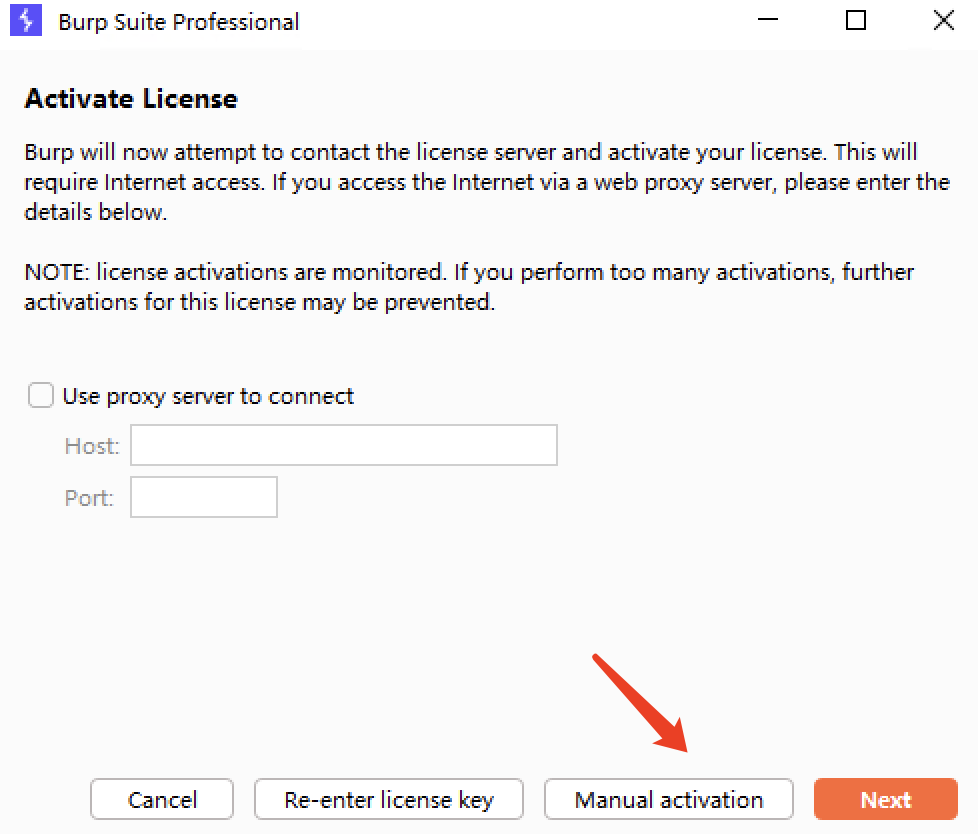 Burp Suite Professional
Activate License
Burp will now attempt to contact the license server and activate your license. This will
require Internet access. If you access the Internet via a web proxy server, please enter the
details below.
NOTE: license activations are monitored. If you perform too many activations, further
activations for this license may be prevented.
Use proxy server to connect
Host:
Port:
Cancel Re-enter license key Manual activation Next